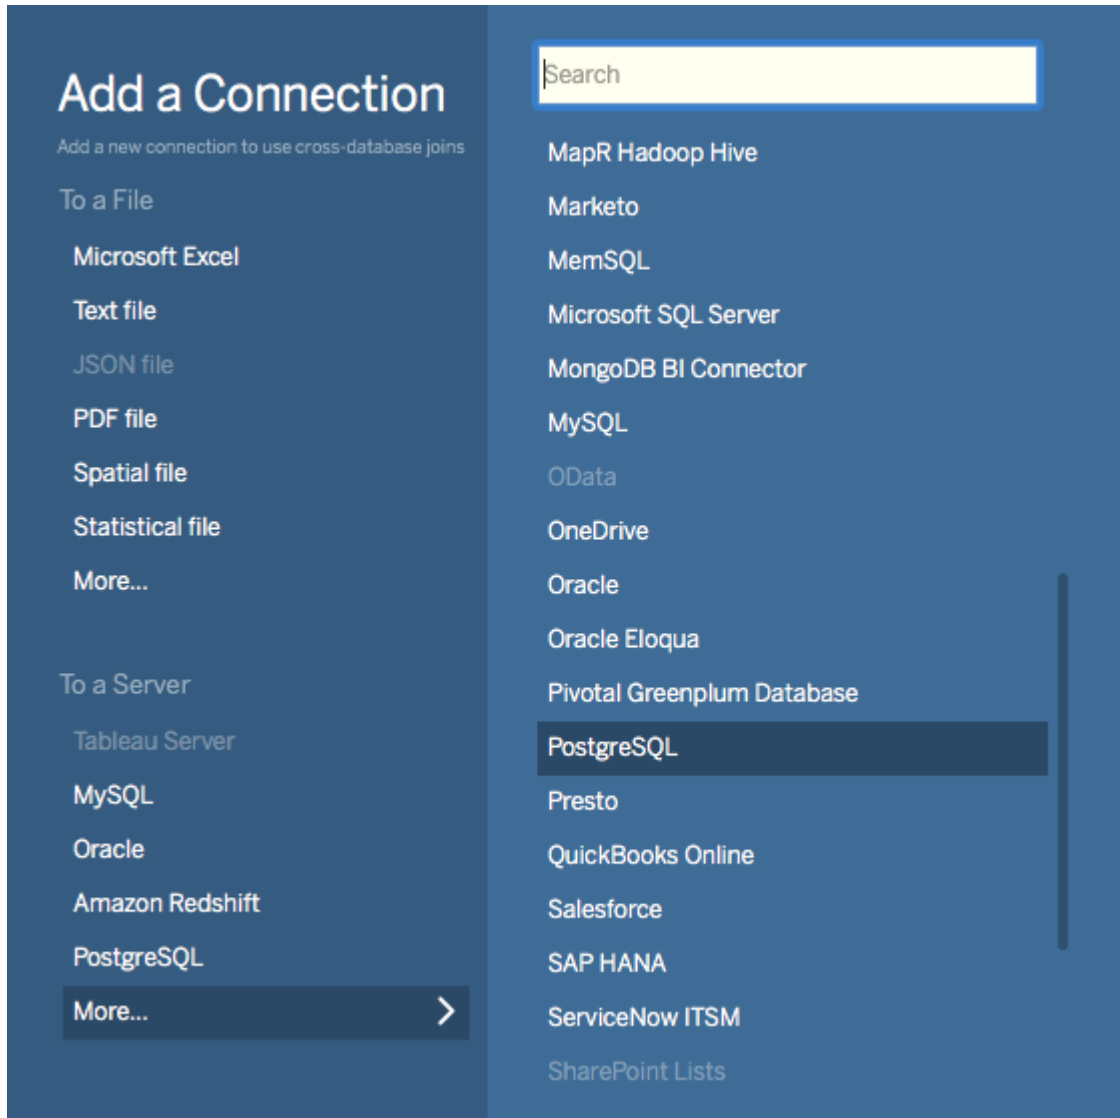 Add a Connection
Add a new connection to use cross-database joins
To a File
Microsoft Excel
Text file
JSON file
PDF file
Spatial file
Statistical file
More...
To a Server
Tableau Server
MySQL
Oracle
Amazon Redshift
PostgreSQL
More...
Search
MapR Hadoop Hive
Marketo
MemSQL
Microsoft SQL Server
MongoDB BI Connector
MySQL
OData
OneDrive
Oracle
Oracle Eloqua
Pivotal Greenplum Database
PostgreSQL
Presto
QuickBooks Online
Salesforce
SAP HANA
ServiceNow ITSM
SharePoint Lists